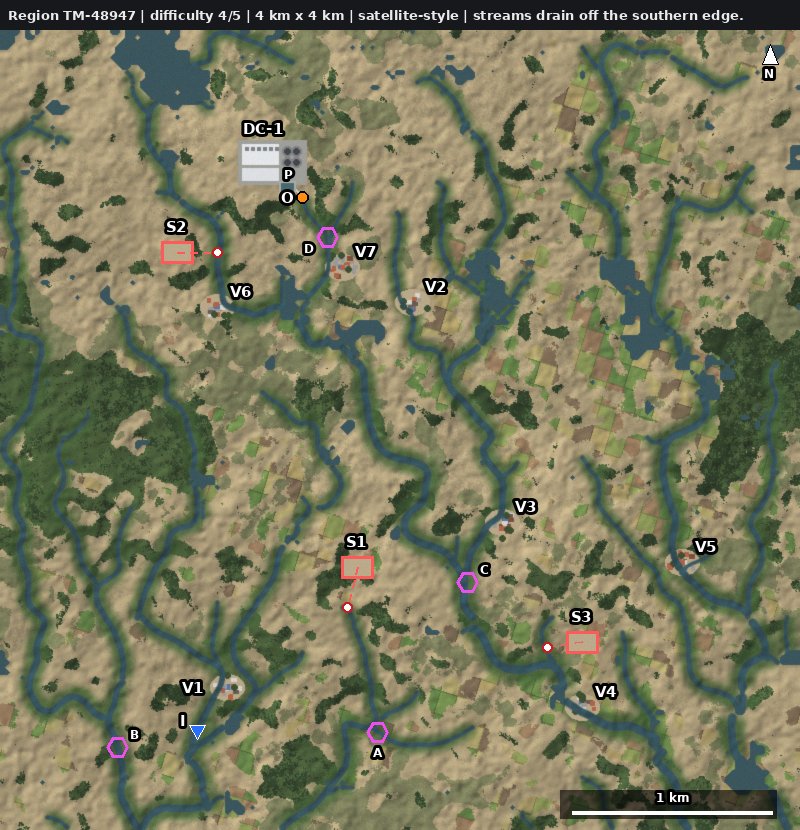 Region TM-48947 | difficulty 4/5 | 4 km x 4 km | satellite-style | streams drain off the southern edge.
N
DC-1
P
O
S2
D
V7
V6
V2
V3
S1
V5
C
S3
V1
V4
I
B
A
1 km